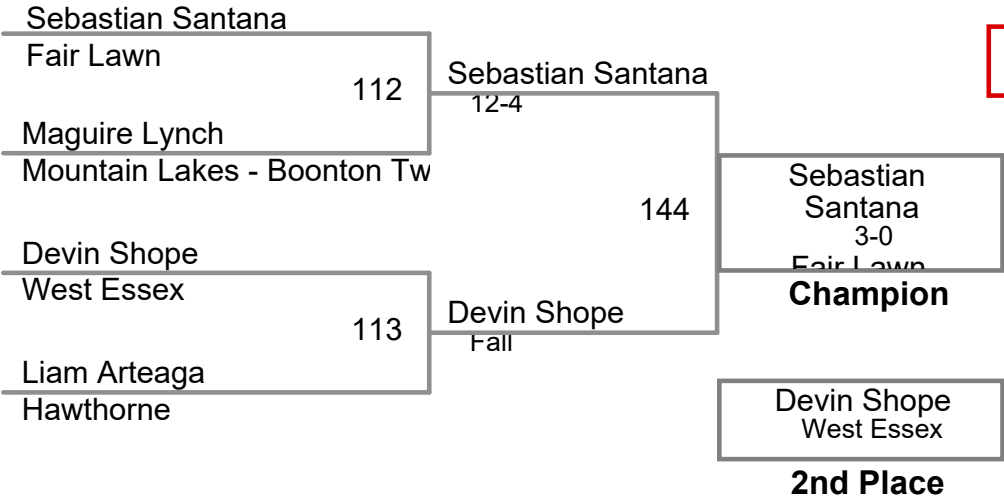 Sebastian Santana
Fair Lawn
112
Maguire Lynch
Mountain Lakes - Boonton Tw
Sebastian Santana
12-4
Devin Shope
West Essex
113
Liam Arteaga
Hawthorne
Devin Shope
Fall
144
Sebastian
Santana
3-0
Fair Lawn
Champion
Devin Shope
West Essex
2nd Place